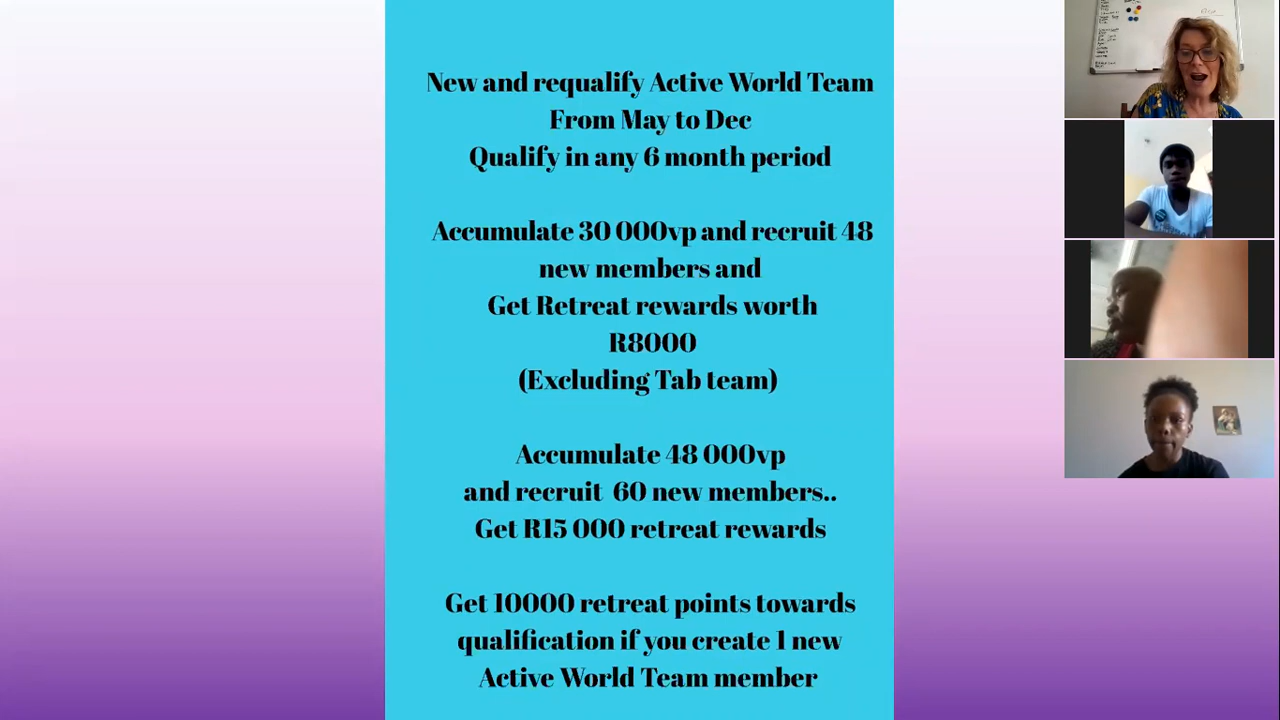 New and requalify Active World Team
From May to Dec
Qualify in any 6 month period
Accumulate 30 000vp and recruit 48
new members and
Get Retreat rewards worth
R8000
(Excluding Tab team)
Accumulate 48 000vp
and recruit  60 new members..
Get R15 000 retreat rewards
Get 10000 retreat points towards
qualification if you create 1 new
Active World Team member